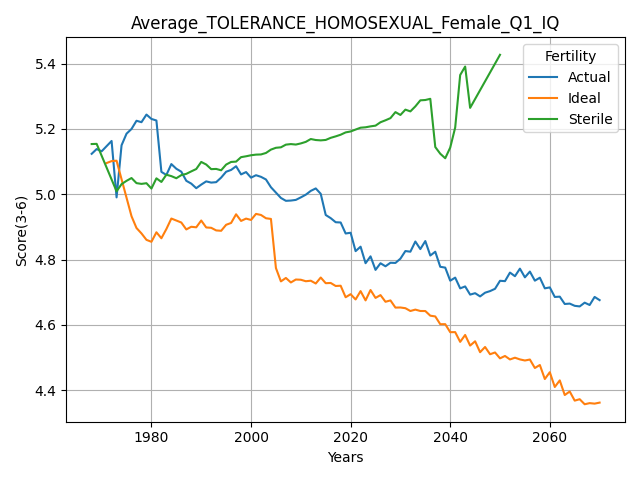 Average_TOLERANCE_HOMOSEXUAL_Female_Q1_IQ
Fertility
Actual
Ideal
Sterile
Score(3-6)
5.4
5.2
5.0
4.8
4.6
4.4
1980 2000 2020 2040 2060
Years